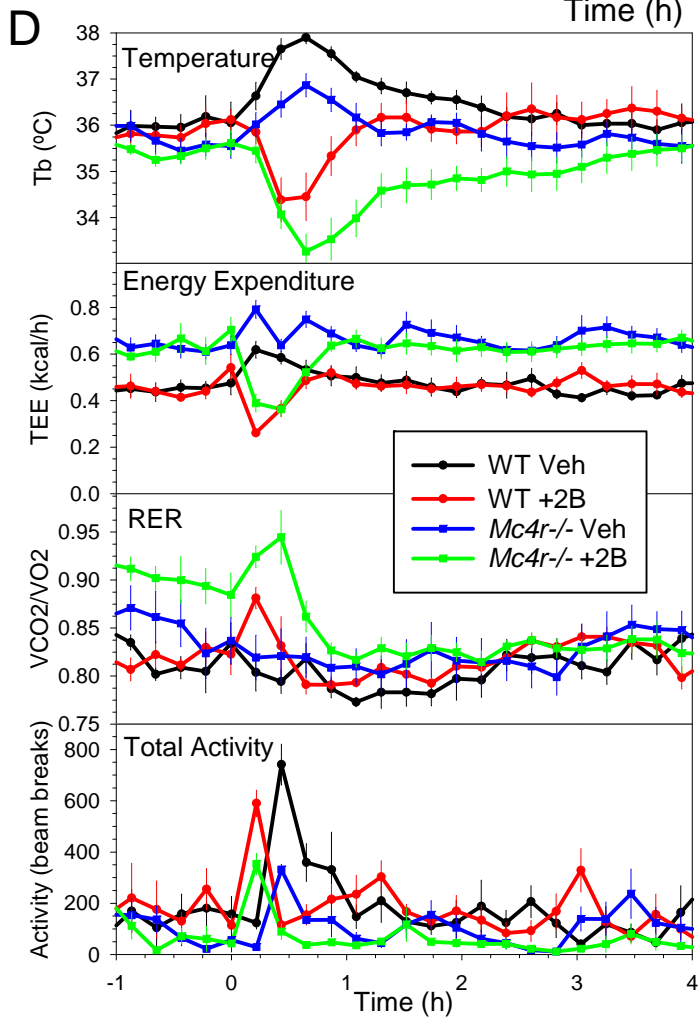 D
Time (h)
Temperature
38
37
36
35
34
Tb (ºC)
Energy Expenditure
0.8
0.6
0.4
0.2
0.0
TEE (kcal/h)
WT Veh
WT +2B
Mc4r-/- Veh
Mc4r-/- +2B
RER
0.95
0.90
0.85
0.80
0.75
VCO2/VO2
Total Activity
800
600
400
200
0
Activity (beam breaks)
-1 0 1 2 3 4
Time (h)